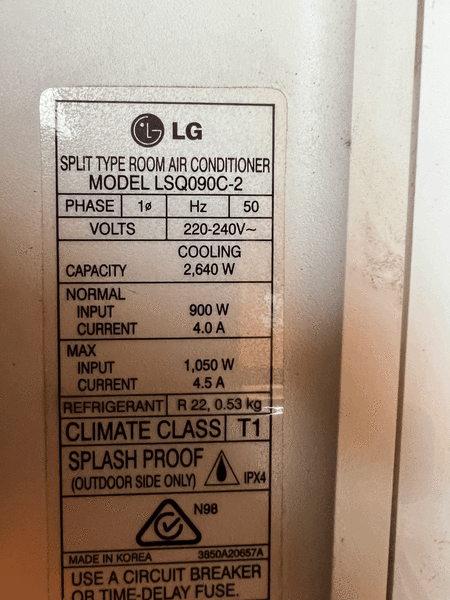 LG
SPLIT TYPE ROOM AIR CONDITIONER
MODEL LSQ090C-2
PHASE 1ø Hz 50
VOLTS 220-240V~
COOLING
CAPACITY 2,640 W
NORMAL
INPUT 900 W
CURRENT 4.0 A
MAX
INPUT 1,050 W
CURRENT 4.5 A
REFRIGERANT R 22, 0.53 kg
CLIMATE CLASS T1
SPLASH PROOF
(OUTDOOR SIDE ONLY) IPX4
N98
MADE IN KOREA 3850A20657A
USE A CIRCUIT BREAKER
OR TIME-DELAY FUSE.